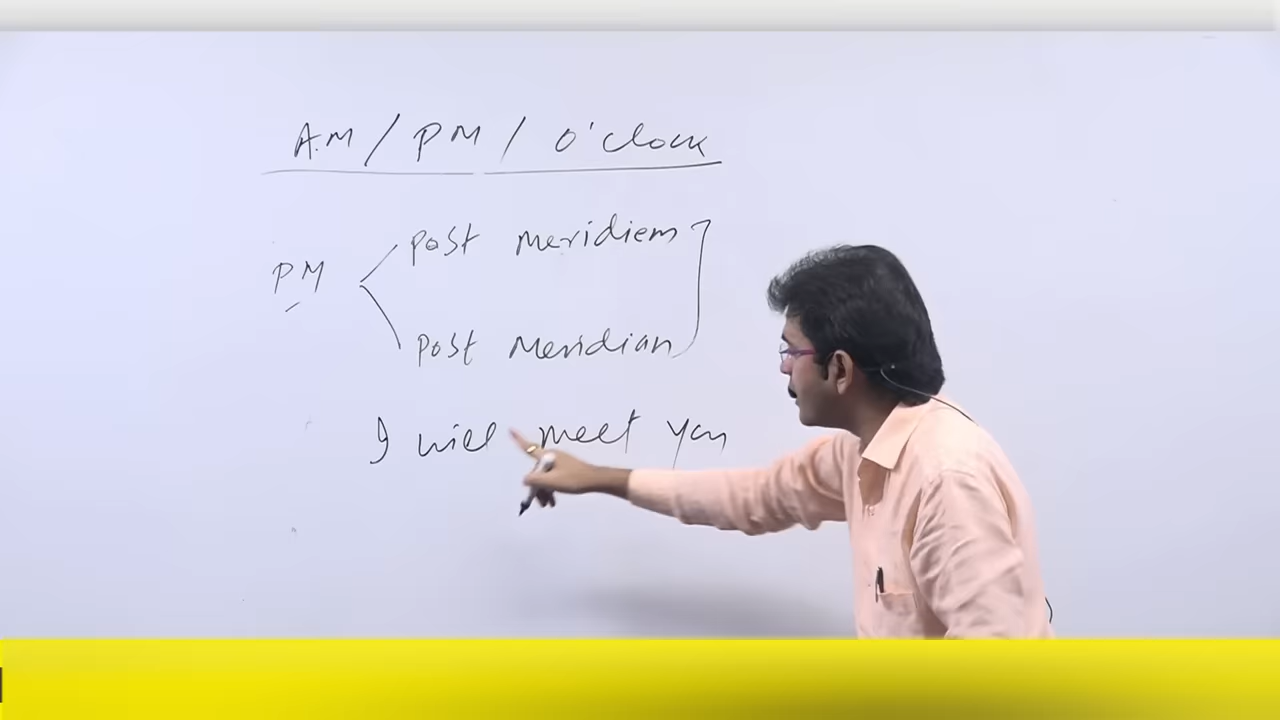 A.M / PM / O'clock
PM
Post Meridiem
Post Meridian
I will meet you